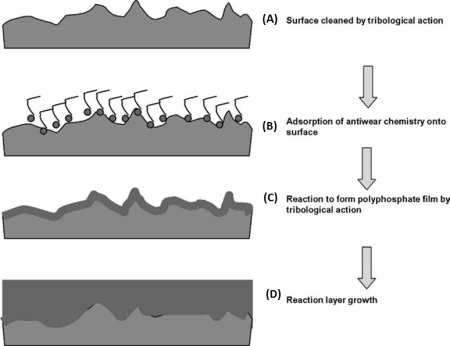 (A) Surface cleaned by tribological action
(B) Adsorption of antiwear chemistry onto
surface
(C) Reaction to form polyphosphate film by
tribological action
(D) Reaction layer growth